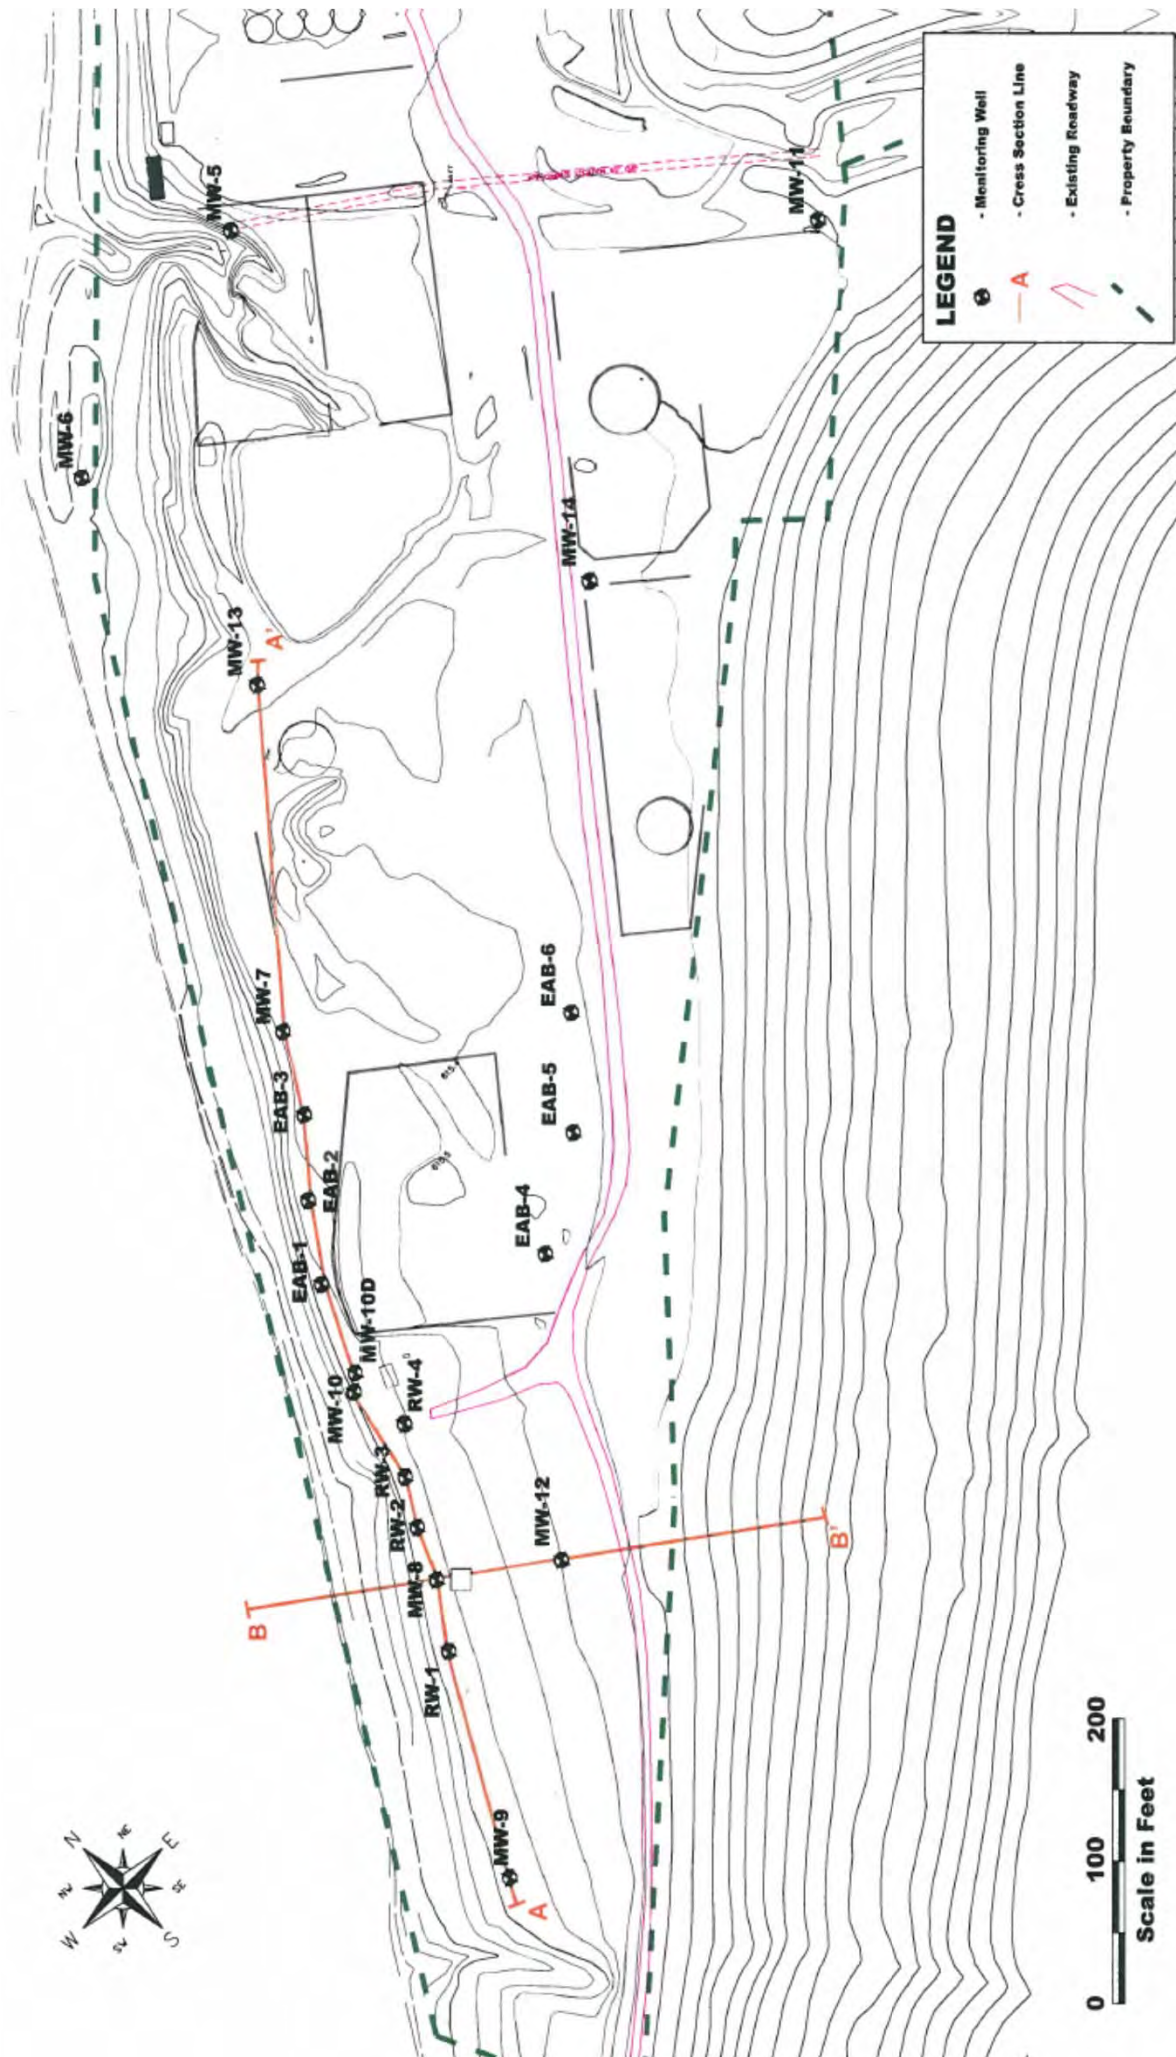 MW-5
MW-6
MW-11
MW-13
A'
MW-14
MW-7
EAB-3
EAB-2
EAB-1
EAB-6
EAB-5
EAB-4
615.5
MW-10D
MW-10
RW-4
RW-3
RW-2
MW-8
MW-12
B
B'
RW-1
MW-9
A
N
NE
E
SE
S
W
LEGEND
- Monitoring Well
A - Cross Section Line
- Existing Roadway
- Property Boundary
0 100 200
Scale in Feet